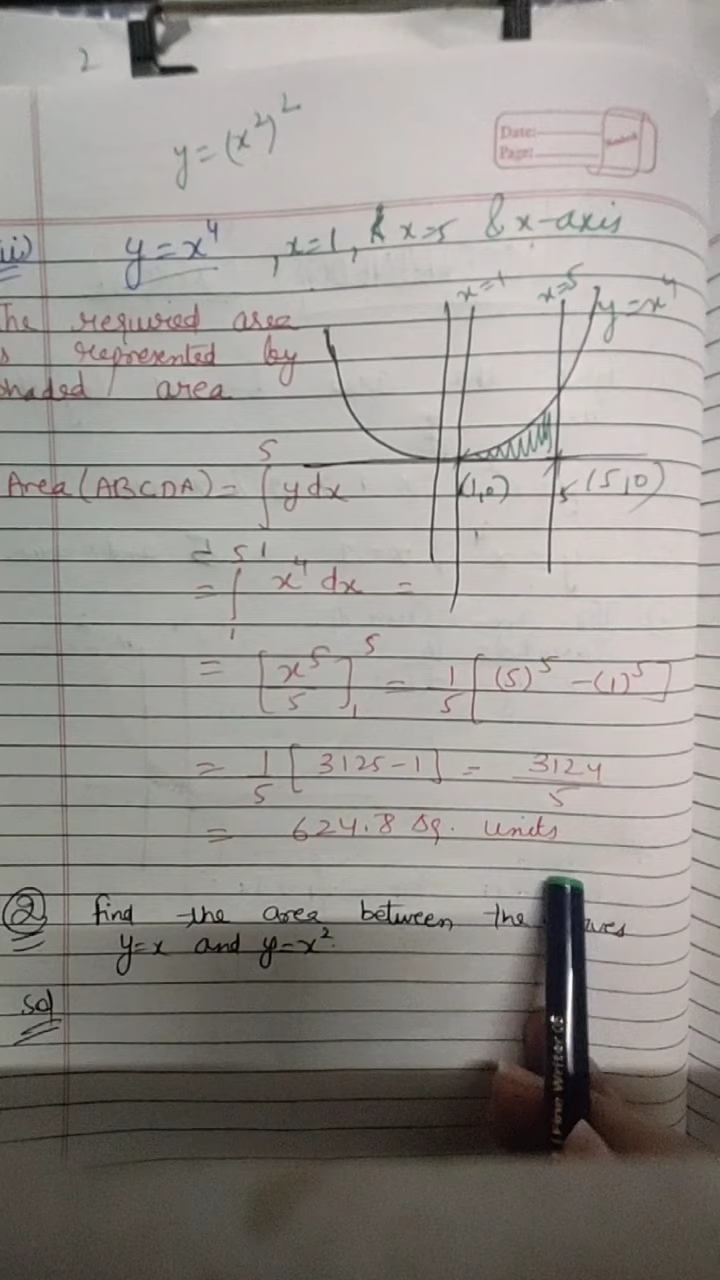 2
y = (x²)²
Date:
Page:
ii) y = x⁴ , x=1, & x=5 & x-axis
x=1 x=5 y=x⁴
The required area
is represented by
shaded area
(1,0) 5 (5,0)
Area (ABCDA) = ∫₁⁵ y dx
= ∫₁⁵ x⁴ dx =
= [x⁵/5]₁⁵ = 1/5 [(5)⁵ - (1)⁵]
= 1/5 [3125-1] = 3124/5
= 624.8 sq. units
② find the area between the
y=x and y=x².
Sol
Fine Writer